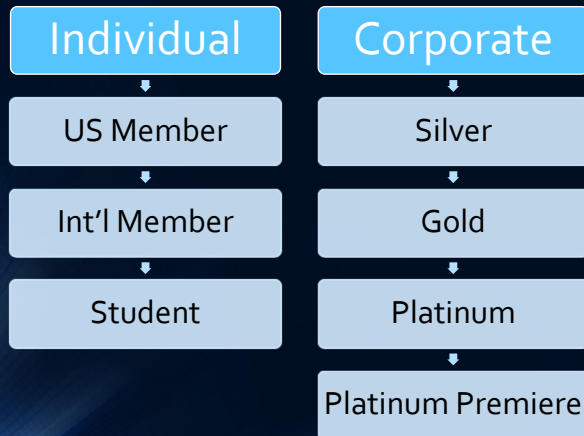 Individual
US Member
Int'l Member
Student
Corporate
Silver
Gold
Platinum
Platinum Premiere